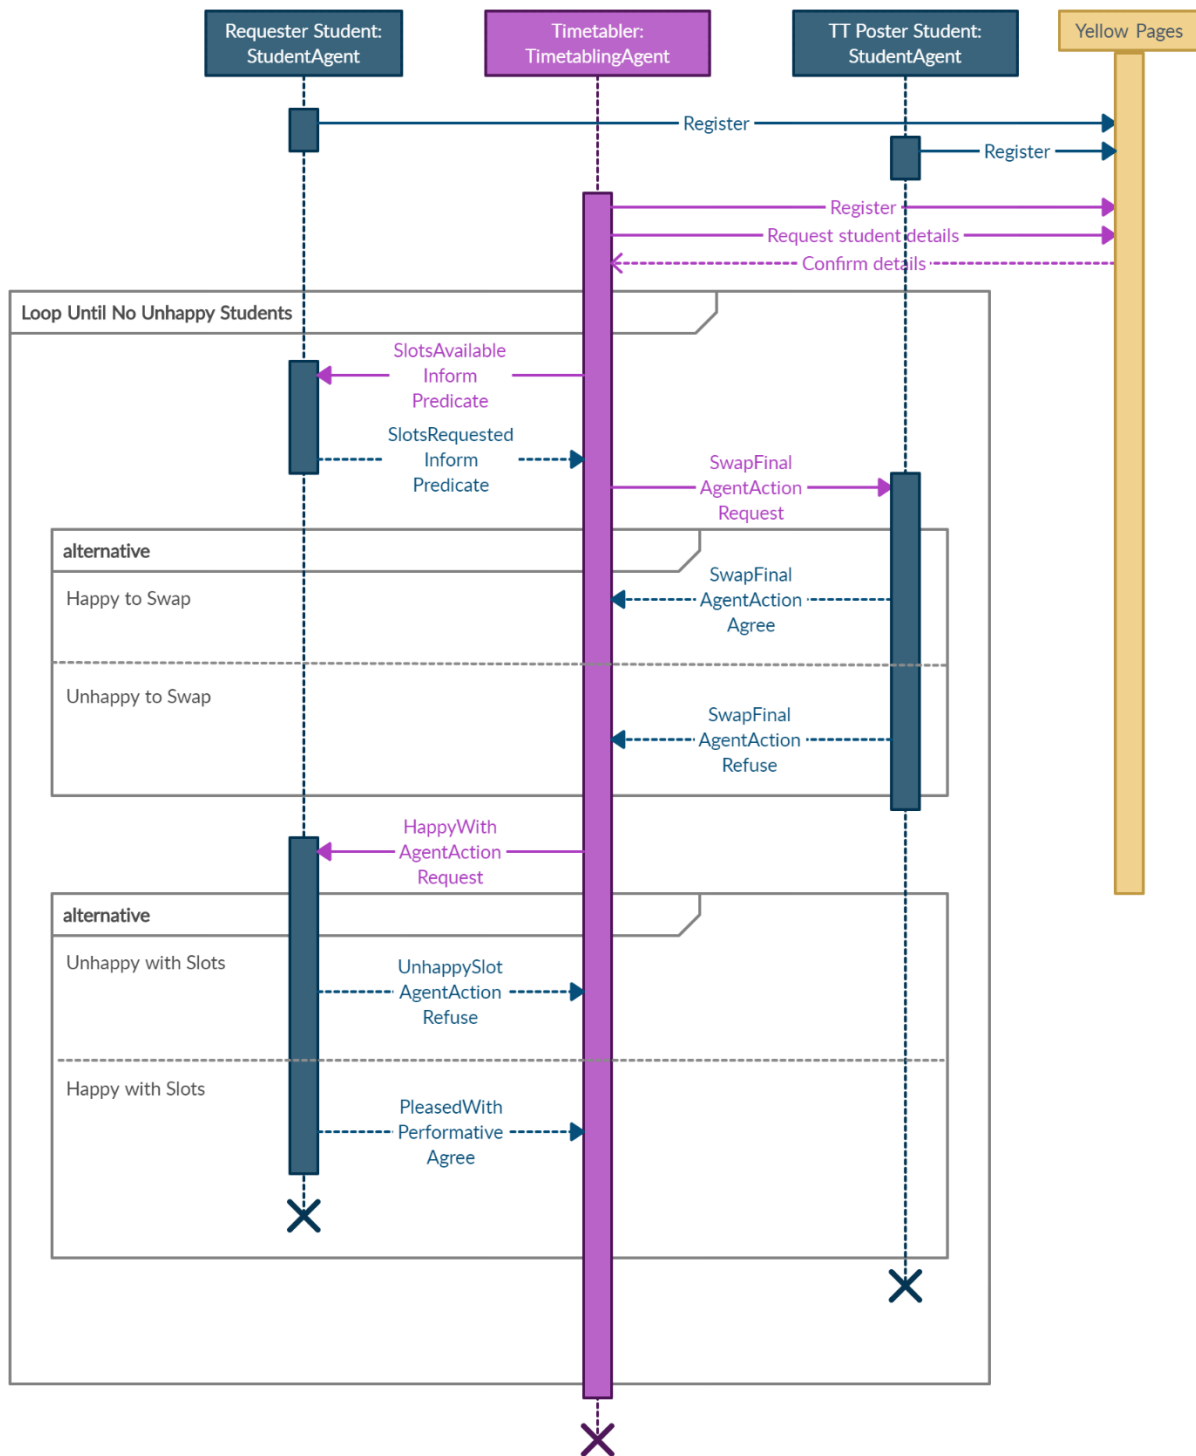 Requester Student:
StudentAgent
Timetabler:
TimetablingAgent
TT Poster Student:
StudentAgent
Yellow Pages
Register
Register
Register
Request student details
Confirm details
Loop Until No Unhappy Students
SlotsAvailable
Inform
Predicate
SlotsRequested
Inform
Predicate
SwapFinal
AgentAction
Request
alternative
Happy to Swap
SwapFinal
AgentAction
Agree
Unhappy to Swap
SwapFinal
AgentAction
Refuse
HappyWith
AgentAction
Request
alternative
Unhappy with Slots
UnhappySlot
AgentAction
Refuse
Happy with Slots
PleasedWith
Performative
Agree